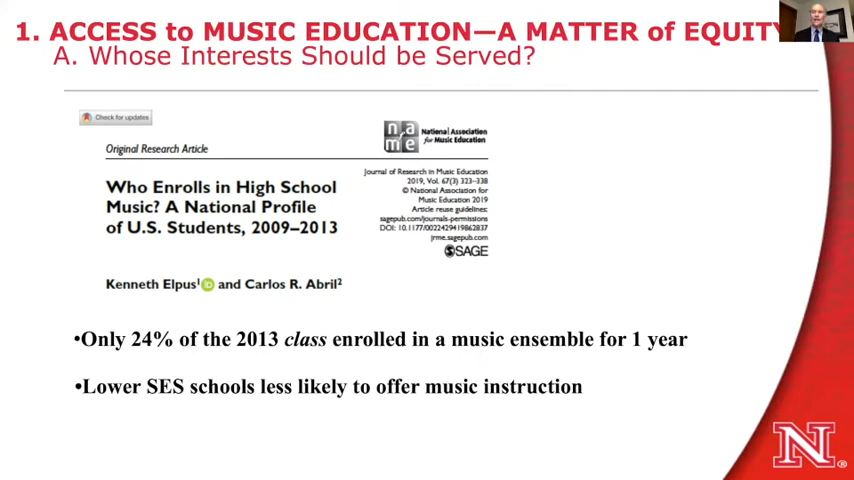 1. ACCESS to MUSIC EDUCATION—A MATTER of EQUITY
A. Whose Interests Should be Served?
Check for updates
Original Research Article
na
me
National Association
for Music Education
Journal of Research in Music Education
2019, Vol. 67(3) 323–338
© National Association for
Music Education 2019
Article reuse guidelines:
sagepub.com/journals-permissions
DOI: 10.1177/0022429419862837
jrme.sagepub.com
SAGE
Who Enrolls in High School
Music? A National Profile
of U.S. Students, 2009–2013
Kenneth Elpus¹ iD and Carlos R. Abril²
•Only 24% of the 2013 class enrolled in a music ensemble for 1 year
•Lower SES schools less likely to offer music instruction
N®